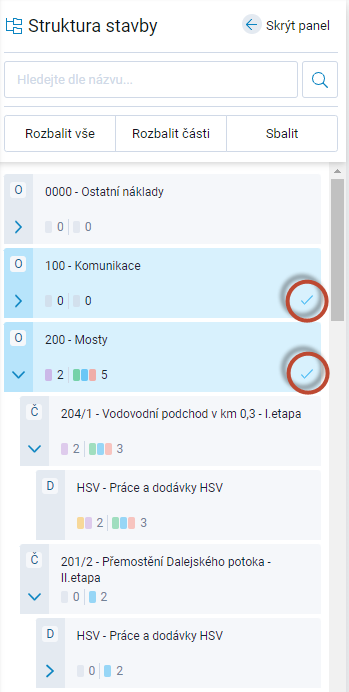 Struktura stavby
Skrýt panel
Hledejte dle názvu...
Rozbalit vše
Rozbalit části
Sbalit
O
0000 - Ostatní náklady
0 0
O
100 - Komunikace
0 0
O
200 - Mosty
2 5
Č
204/1 - Vodovodní podchod v km 0,3 - I.etapa
2 3
D
HSV - Práce a dodávky HSV
2 3
Č
201/2 - Přemostění Dalejského potoka -
II.etapa
0 2
D
HSV - Práce a dodávky HSV
0 2